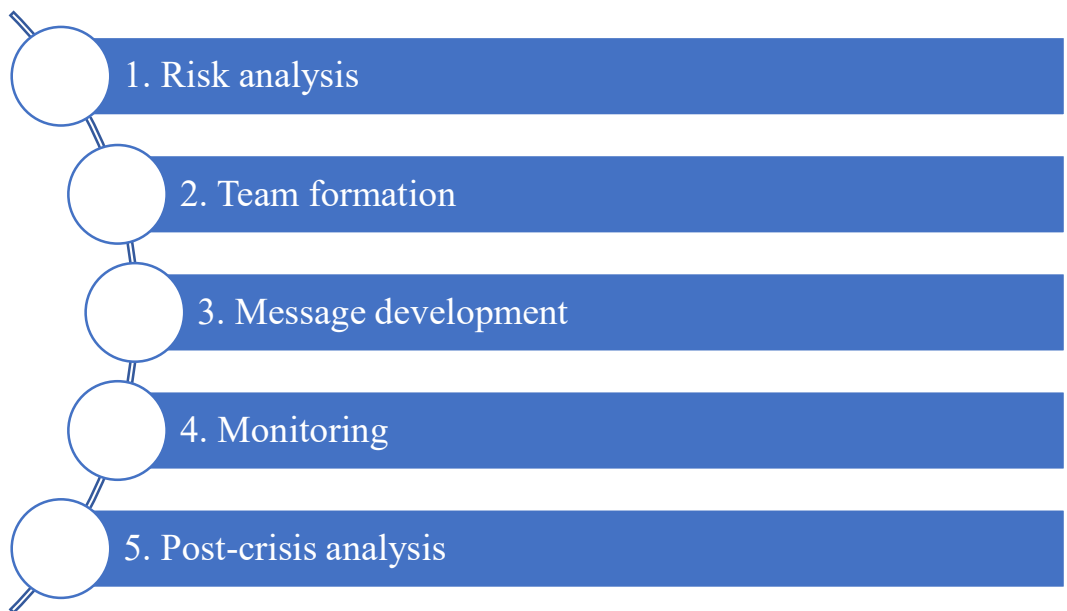 1. Risk analysis
2. Team formation
3. Message development
4. Monitoring
5. Post-crisis analysis